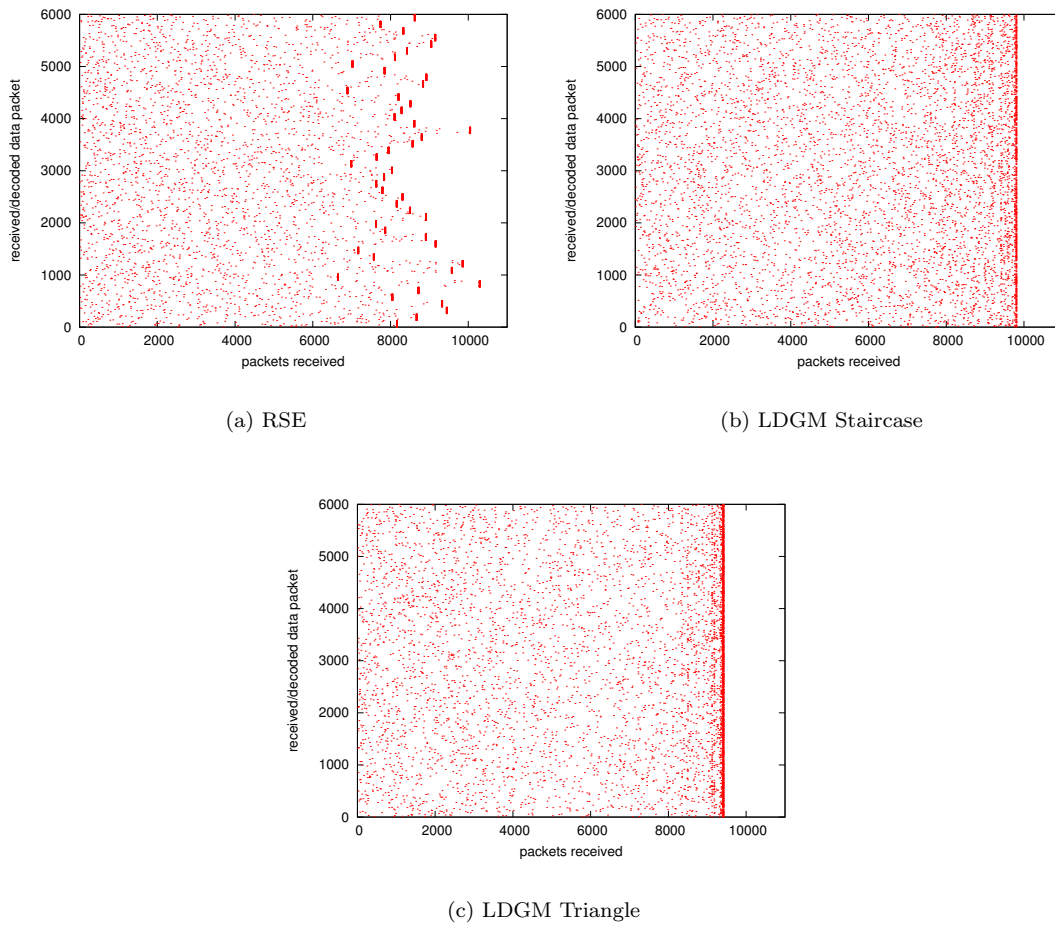 6000
5000
4000
3000
2000
1000
0
received/decoded data packet
0 2000 4000 6000 8000 10000
packets received
(a) RSE
6000
5000
4000
3000
2000
1000
0
received/decoded data packet
0 2000 4000 6000 8000 10000
packets received
(b) LDGM Staircase
6000
5000
4000
3000
2000
1000
0
received/decoded data packet
0 2000 4000 6000 8000 10000
packets received
(c) LDGM Triangle